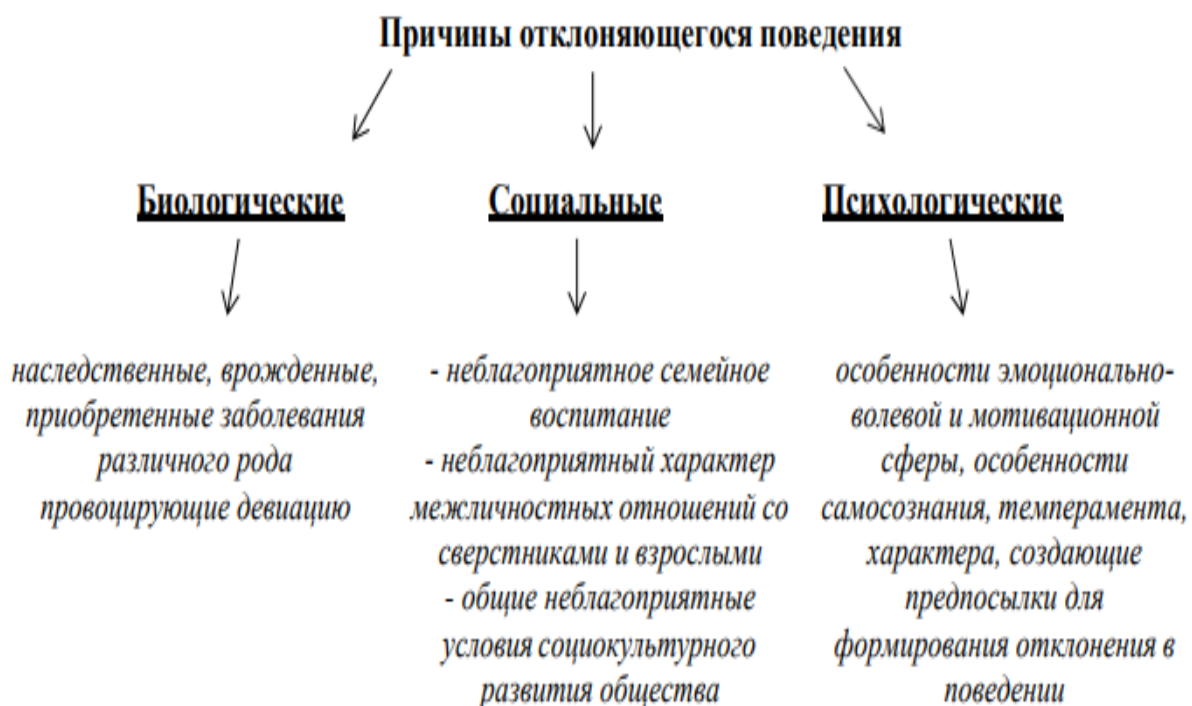 Причины отклоняющегося поведения
Биологические
Социальные
Психологические
наследственные, врожденные,
приобретенные заболевания
различного рода
провоцирующие девиацию
- неблагоприятное семейное
воспитание
- неблагоприятный характер
межличностных отношений со
сверстниками и взрослыми
- общие неблагоприятные
условия социокультурного
развития общества
особенности эмоционально-
волевой и мотивационной
сферы, особенности
самосознания, темперамента,
характера, создающие
предпосылки для
формирования отклонения в
поведении